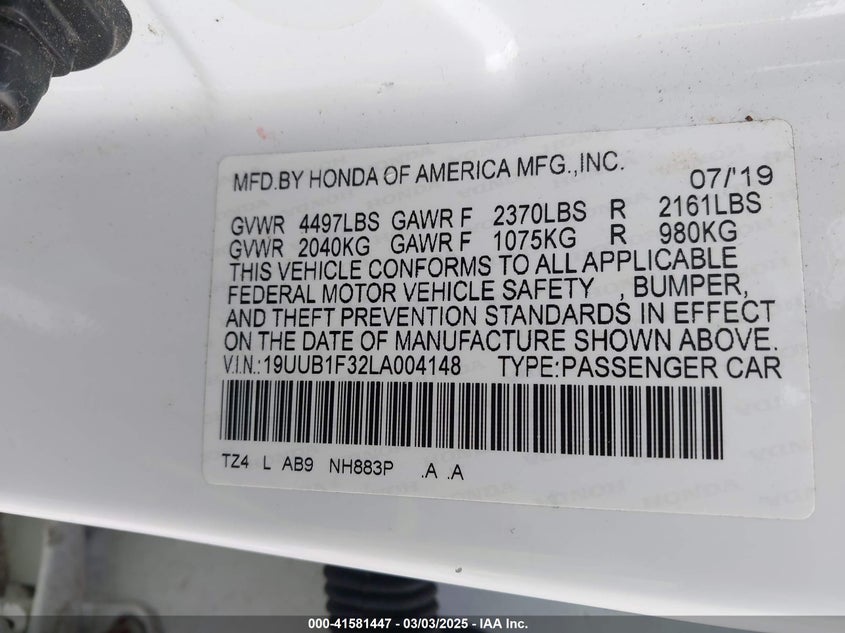 MFD.BY HONDA OF AMERICA MFG.,INC. 07/'19
GVWR 4497LBS GAWR F 2370LBS R 2161LBS
GVWR 2040KG GAWR F 1075KG R 980KG
THIS VEHICLE CONFORMS TO ALL APPLICABLE
FEDERAL MOTOR VEHICLE SAFETY , BUMPER,
AND THEFT PREVENTION STANDARDS IN EFFECT
ON THE DATE OF MANUFACTURE SHOWN ABOVE.
V.I.N.:19UUB1F32LA004148 TYPE:PASSENGER CAR
TZ4 L AB9 NH883P .A .A
000-41581447 — 03/03/2025 — IAA Inc.